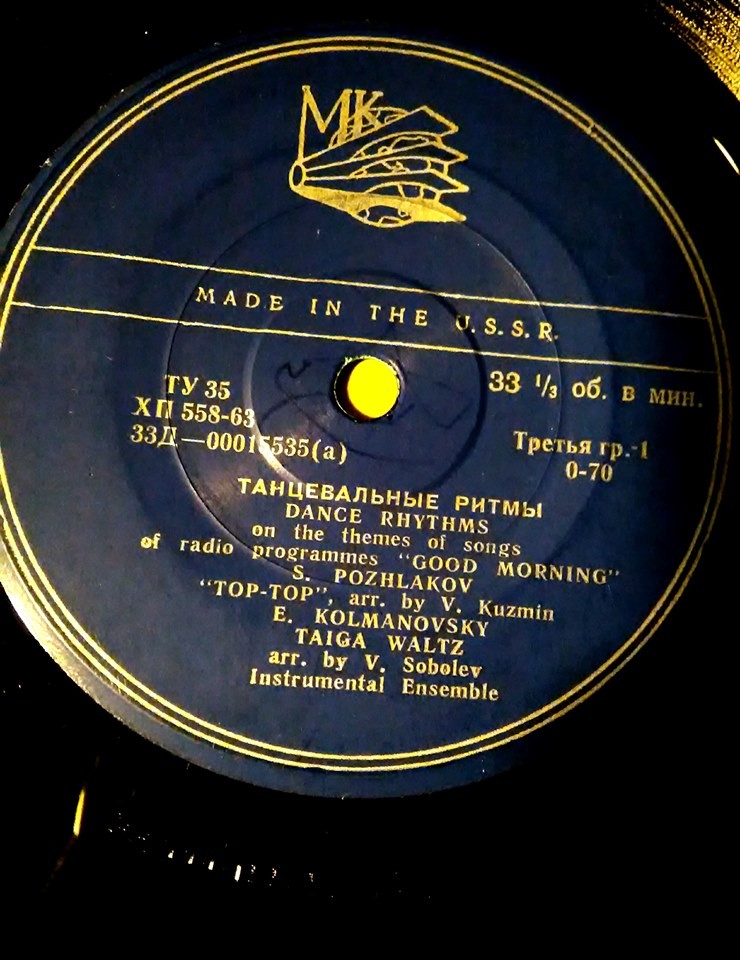 МК
MADE IN THE U.S.S.R.
33 1/3 об. в мин.
ТУ 35
ХП 558-63
33Д—00015535(а)
Третья гр.-1
0-70
ТАНЦЕВАЛЬНЫЕ РИТМЫ
DANCE RHYTHMS
on the themes of songs
of radio programmes "GOOD MORNING"
S. POZHLAKOV
"TOP-TOP", arr. by V. Kuzmin
E. KOLMANOVSKY
TAIGA WALTZ
arr. by V. Sobolev
Instrumental Ensemble